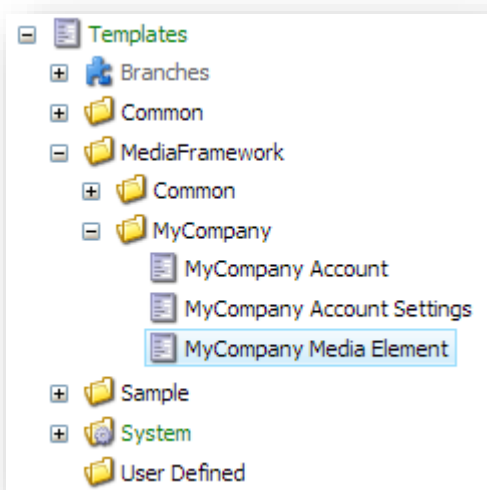 Templates
Branches
Common
MediaFramework
Common
MyCompany
MyCompany Account
MyCompany Account Settings
MyCompany Media Element
Sample
System
User Defined